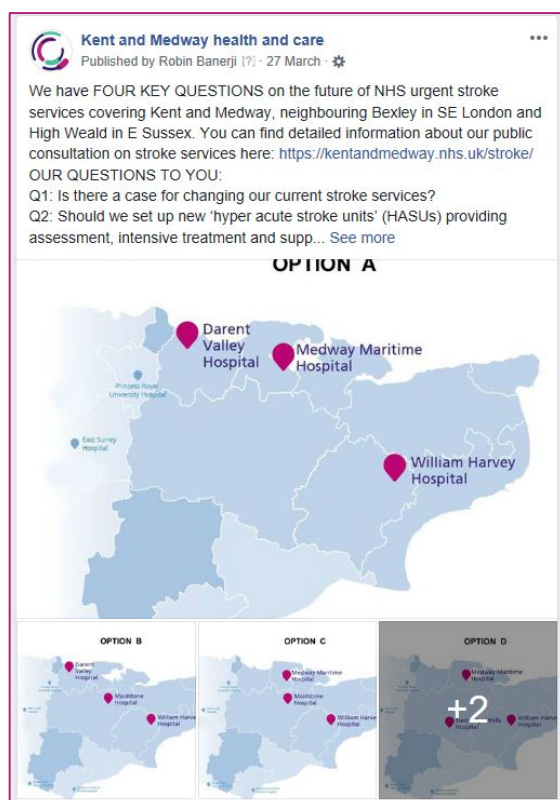 Kent and Medway health and care
Published by Robin Banerji [?] · 27 March ·
We have FOUR KEY QUESTIONS on the future of NHS urgent stroke
services covering Kent and Medway, neighbouring Bexley in SE London and
High Weald in E Sussex. You can find detailed information about our public
consultation on stroke services here: https://kentandmedway.nhs.uk/stroke/
OUR QUESTIONS TO YOU:
Q1: Is there a case for changing our current stroke services?
Q2: Should we set up new 'hyper acute stroke units' (HASUs) providing
assessment, intensive treatment and supp... See more
OPTION A
Darent
Valley
Hospital
Medway Maritime
Hospital
Princess Royal
University Hospital
East Surrey
Hospital
William Harvey
Hospital
OPTION B
Darent
Valley
Hospital
Maidstone
Hospital
William Harvey
Hospital
OPTION C
Medway Maritime
Hospital
Maidstone
Hospital
William Harvey
Hospital
OPTION D
Medway Maritime
Hospital
+2
William Harvey
Hospital